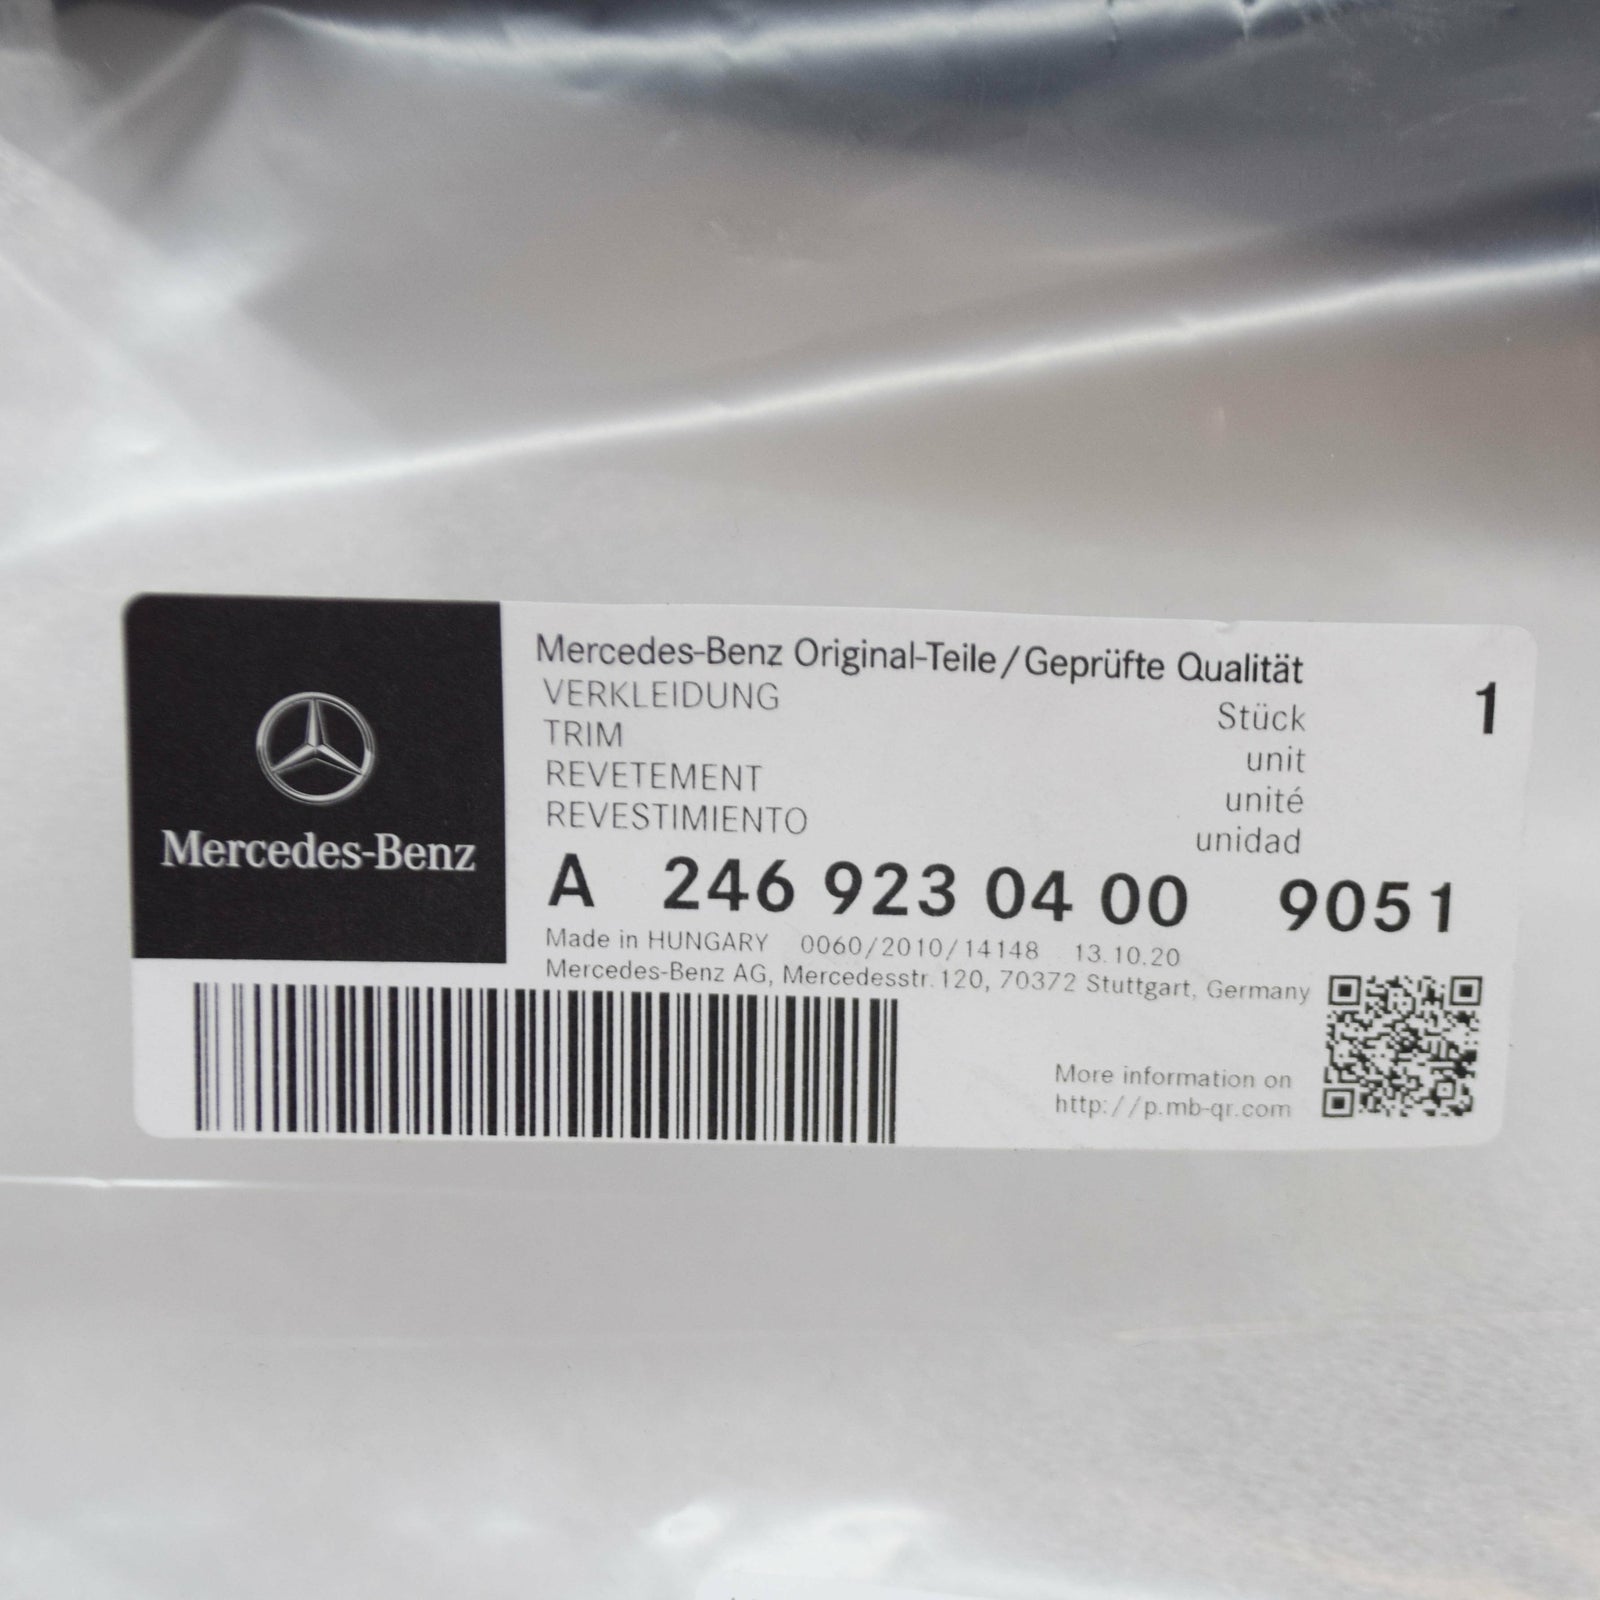 Mercedes-Benz
Mercedes-Benz Original-Teile/Geprüfte Qualität
VERKLEIDUNG
TRIM
REVETEMENT
REVESTIMIENTO
Stück
unit
unité
unidad
1
A 246 923 04 00 9051
Made in HUNGARY 0060/2010/14148 13.10.20
Mercedes-Benz AG, Mercedesstr. 120, 70372 Stuttgart, Germany
More information on
http://p.mb-qr.com